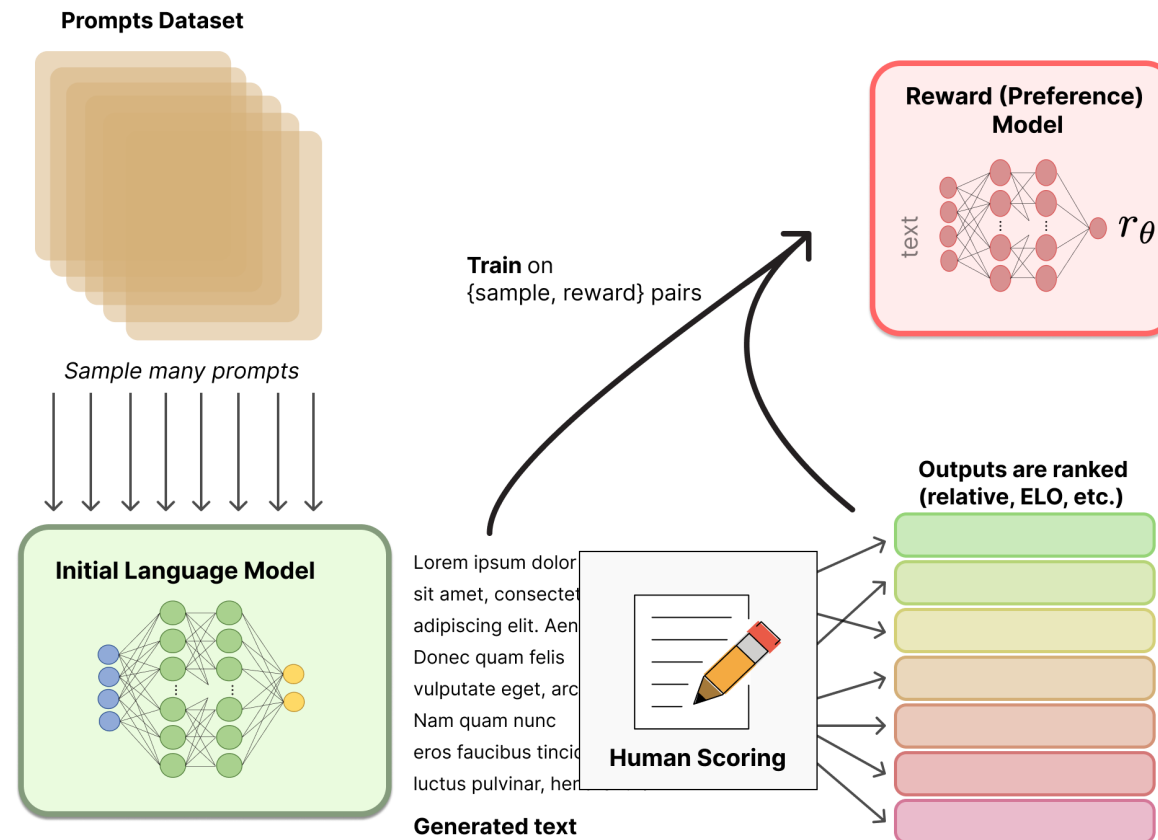 Prompts Dataset
Reward (Preference)
Model
text
rθ
Train on
{sample, reward} pairs
Sample many prompts
Outputs are ranked
(relative, ELO, etc.)
Initial Language Model
Lorem ipsum dolor
sit amet, consectet
adipiscing elit. Aen
Donec quam felis
vulputate eget, arc
Nam quam nunc
eros faucibus tincid
luctus pulvinar, her
Human Scoring
Generated text